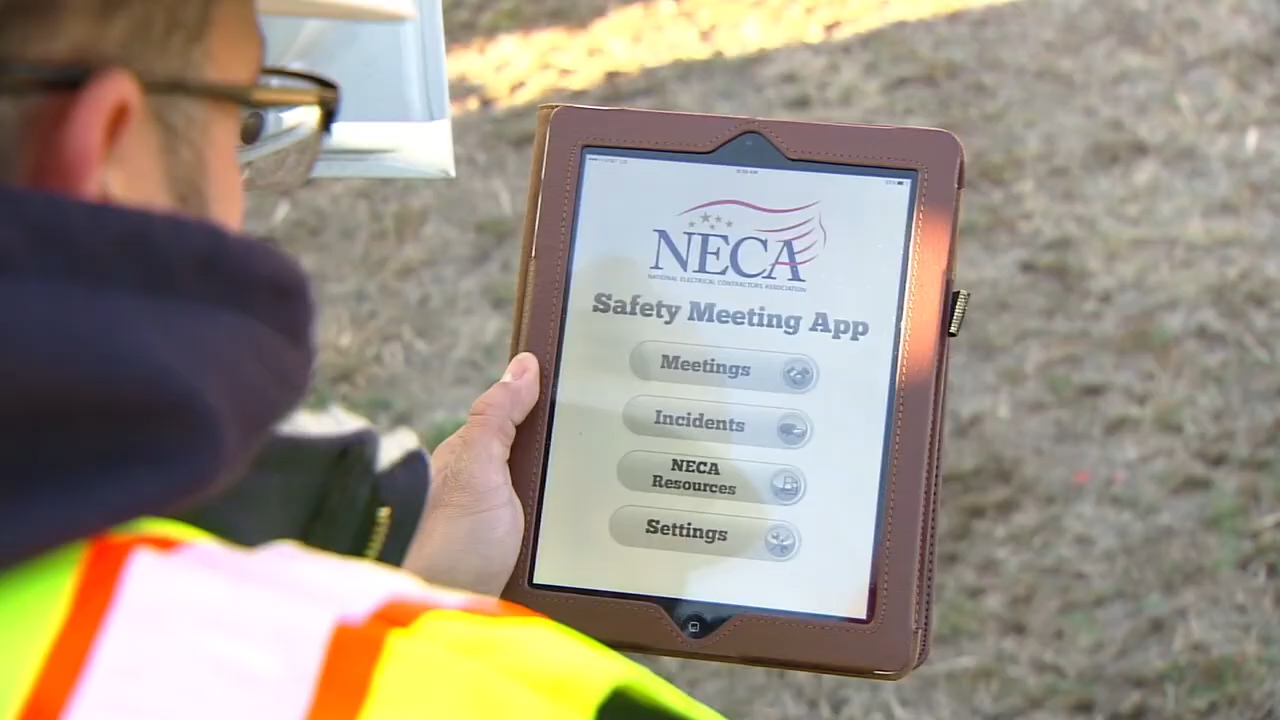 NECA
NATIONAL ELECTRICAL CONTRACTORS ASSOCIATION
Safety Meeting App
Meetings
Incidents
NECA
Resources
Settings